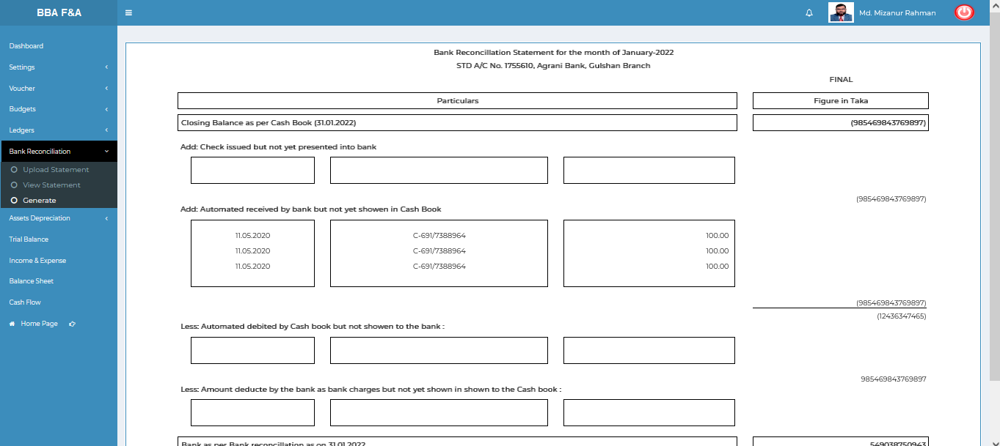 BBA F&A
Md. Mizanur Rahman
Dashboard
Settings
Voucher
Budgets
Ledgers
Bank Reconciliation
Upload Statement
View Statement
Generate
Assets Depreciation
Trial Balance
Income & Expense
Balance Sheet
Cash Flow
Home Page
Bank Reconcillation Statement for the month of January-2022
STD A/C No. 1755610, Agrani Bank, Gulshan Branch
FINAL
Particulars Figure in Taka
Closing Balance as per Cash Book (31.01.2022) (985469843769897)
Add: Check issued but not yet presented into bank
(985469843769897)
Add: Automated received by bank but not yet showen in Cash Book
11.05.2020 C-691/7388964 100.00
11.05.2020 C-691/7388964 100.00
11.05.2020 C-691/7388964 100.00
(985469843769897)
(12436347465)
Less: Automated debited by Cash book but not showen to the bank :
985469843769897
Less: Amount deducte by the bank as bank charges but not yet shown in shown to the Cash book :
Bank as per Bank reconcillation as on 31.01.2022 549038750943